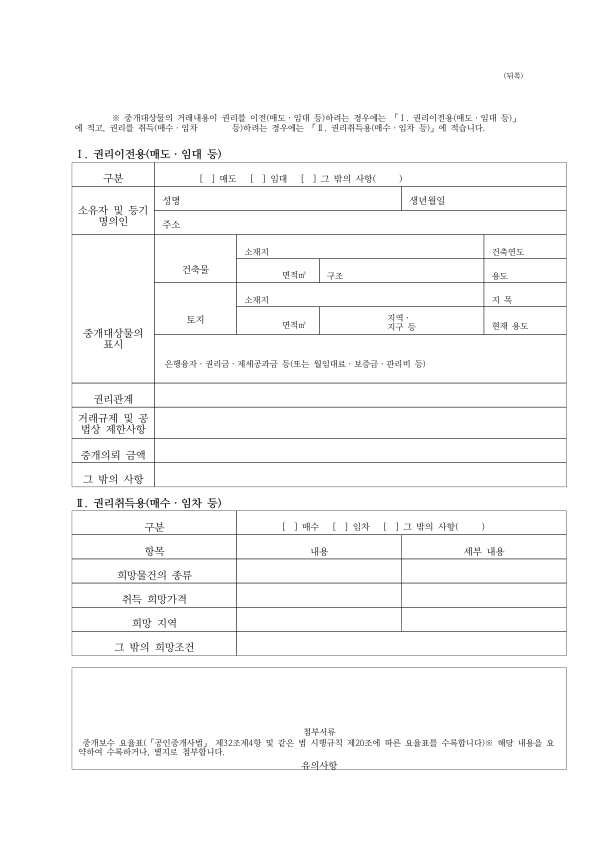 (뒤쪽)
※ 중개대상물의 거래내용이 권리를 이전(매도ㆍ임대 등)하려는 경우에는 「Ⅰ. 권리이전용(매도ㆍ임대 등)」
에 적고, 권리를 취득(매수ㆍ임차 등)하려는 경우에는 「Ⅱ. 권리취득용(매수ㆍ임차 등)」에 적습니다.
Ⅰ. 권리이전용(매도ㆍ임대 등)
구분 [ ] 매도 [ ] 임대 [ ] 그 밖의 사항( )
소유자 및 등기
명의인
성명 생년월일
주소
중개대상물의
표시
건축물
소재지 건축연도
면적㎡ 구조 용도
토지
소재지 지 목
면적㎡ 지역ㆍ
지구 등 현재 용도
은행융자ㆍ권리금ㆍ제세공과금 등(또는 월임대료ㆍ보증금ㆍ관리비 등)
권리관계
거래규제 및 공
법상 제한사항
중개의뢰 금액
그 밖의 사항
Ⅱ. 권리취득용(매수ㆍ임차 등)
구분 [ ] 매수 [ ] 임차 [ ] 그 밖의 사항( )
항목 내용 세부 내용
희망물건의 종류
취득 희망가격
희망 지역
그 밖의 희망조건
첨부서류
중개보수 요율표(「공인중개사법」 제32조제4항 및 같은 법 시행규칙 제20조에 따른 요율표를 수록합니다)※ 해당 내용을 요
약하여 수록하거나, 별지로 첨부합니다.
유의사항